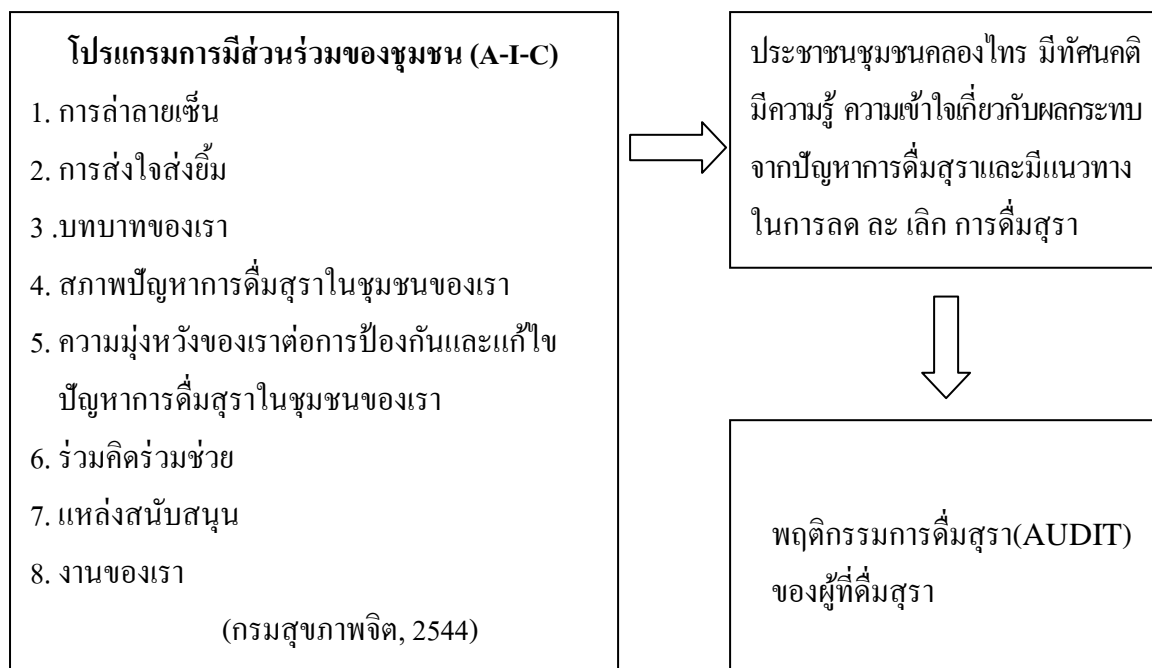 โปรแกรมการมีส่วนร่วมของชุมชน (A-I-C)
1. การล่าลายเซ็น
2. การส่งใจส่งยิ้ม
3 .บทบาทของเรา
4. สภาพปัญหาการดื่มสุราในชุมชนของเรา
5. ความมุ่งหวังของเราต่อการป้องกันและแก้ไข
ปัญหาการดื่มสุราในชุมชนของเรา
6. ร่วมคิดร่วมช่วย
7. แหล่งสนับสนุน
8. งานของเรา
(กรมสุขภาพจิต, 2544)
ประชาชนชุมชนคลองไทร มีทัศนคติ
มีความรู้ ความเข้าใจเกี่ยวกับผลกระทบ
จากปัญหาการดื่มสุราและมีแนวทาง
ในการลด ละ เลิก การดื่มสุรา
พฤติกรรมการดื่มสุรา(AUDIT)
ของผู้ที่ดื่มสุรา